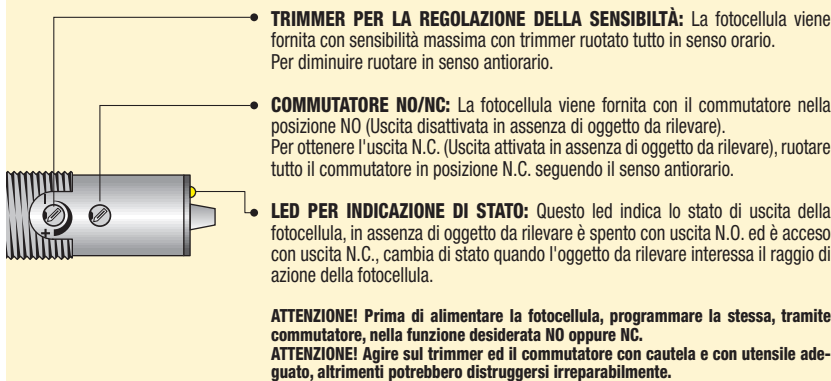 TRIMMER PER LA REGOLAZIONE DELLA SENSIBILTÀ: La fotocellula viene
fornita con sensibilità massima con trimmer ruotato tutto in senso orario.
Per diminuire ruotare in senso antiorario.
COMMUTATORE NO/NC: La fotocellula viene fornita con il commutatore nella
posizione NO (Uscita disattivata in assenza di oggetto da rilevare).
Per ottenere l'uscita N.C. (Uscita attivata in assenza di oggetto da rilevare), ruotare
tutto il commutatore in posizione N.C. seguendo il senso antiorario.
LED PER INDICAZIONE DI STATO: Questo led indica lo stato di uscita della
fotocellula, in assenza di oggetto da rilevare è spento con uscita N.O. ed è acceso
con uscita N.C., cambia di stato quando l'oggetto da rilevare interessa il raggio di
azione della fotocellula.
ATTENZIONE! Prima di alimentare la fotocellula, programmare la stessa, tramite
commutatore, nella funzione desiderata NO oppure NC.
ATTENZIONE! Agire sul trimmer ed il commutatore con cautela e con utensile ade-
guato, altrimenti potrebbero distruggersi irreparabilmente.
+